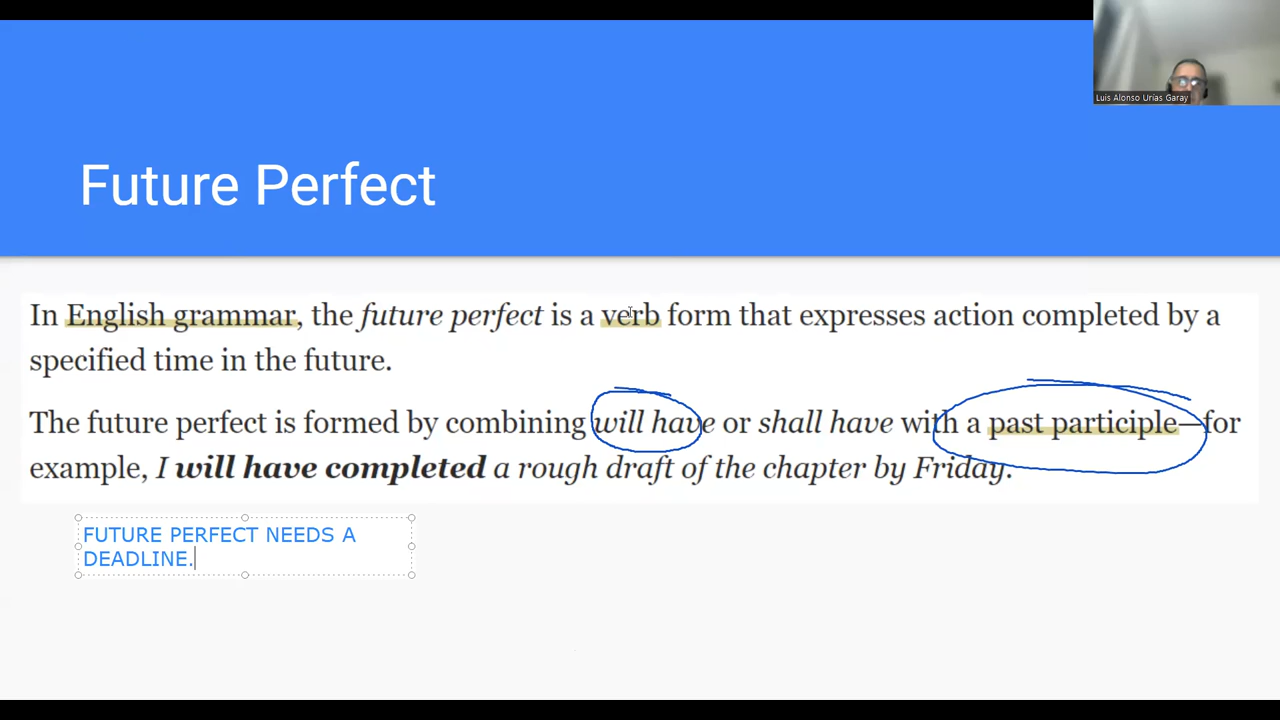 Luis Alonso Urías Garay
Future Perfect
In English grammar, the future perfect is a verb form that expresses action completed by a
specified time in the future.
The future perfect is formed by combining will have or shall have with a past participle—for
example, I will have completed a rough draft of the chapter by Friday.
FUTURE PERFECT NEEDS A
DEADLINE.